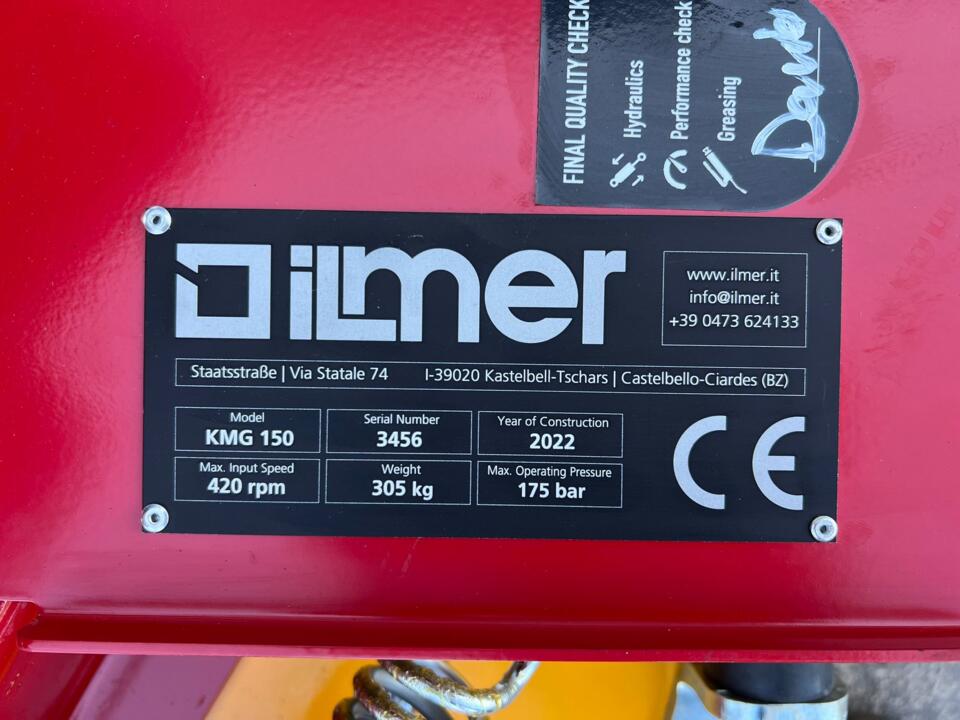 FINAL QUALITY CHECK
Hydraulics
Performance check
Greasing
ilmer
www.ilmer.it
info@ilmer.it
+39 0473 624133
Staatsstraße | Via Statale 74 I-39020 Kastelbell-Tschars | Castelbello-Ciardes (BZ)
Model
KMG 150
Serial Number
3456
Year of Construction
2022
Max. Input Speed
420 rpm
Weight
305 kg
Max. Operating Pressure
175 bar
CE